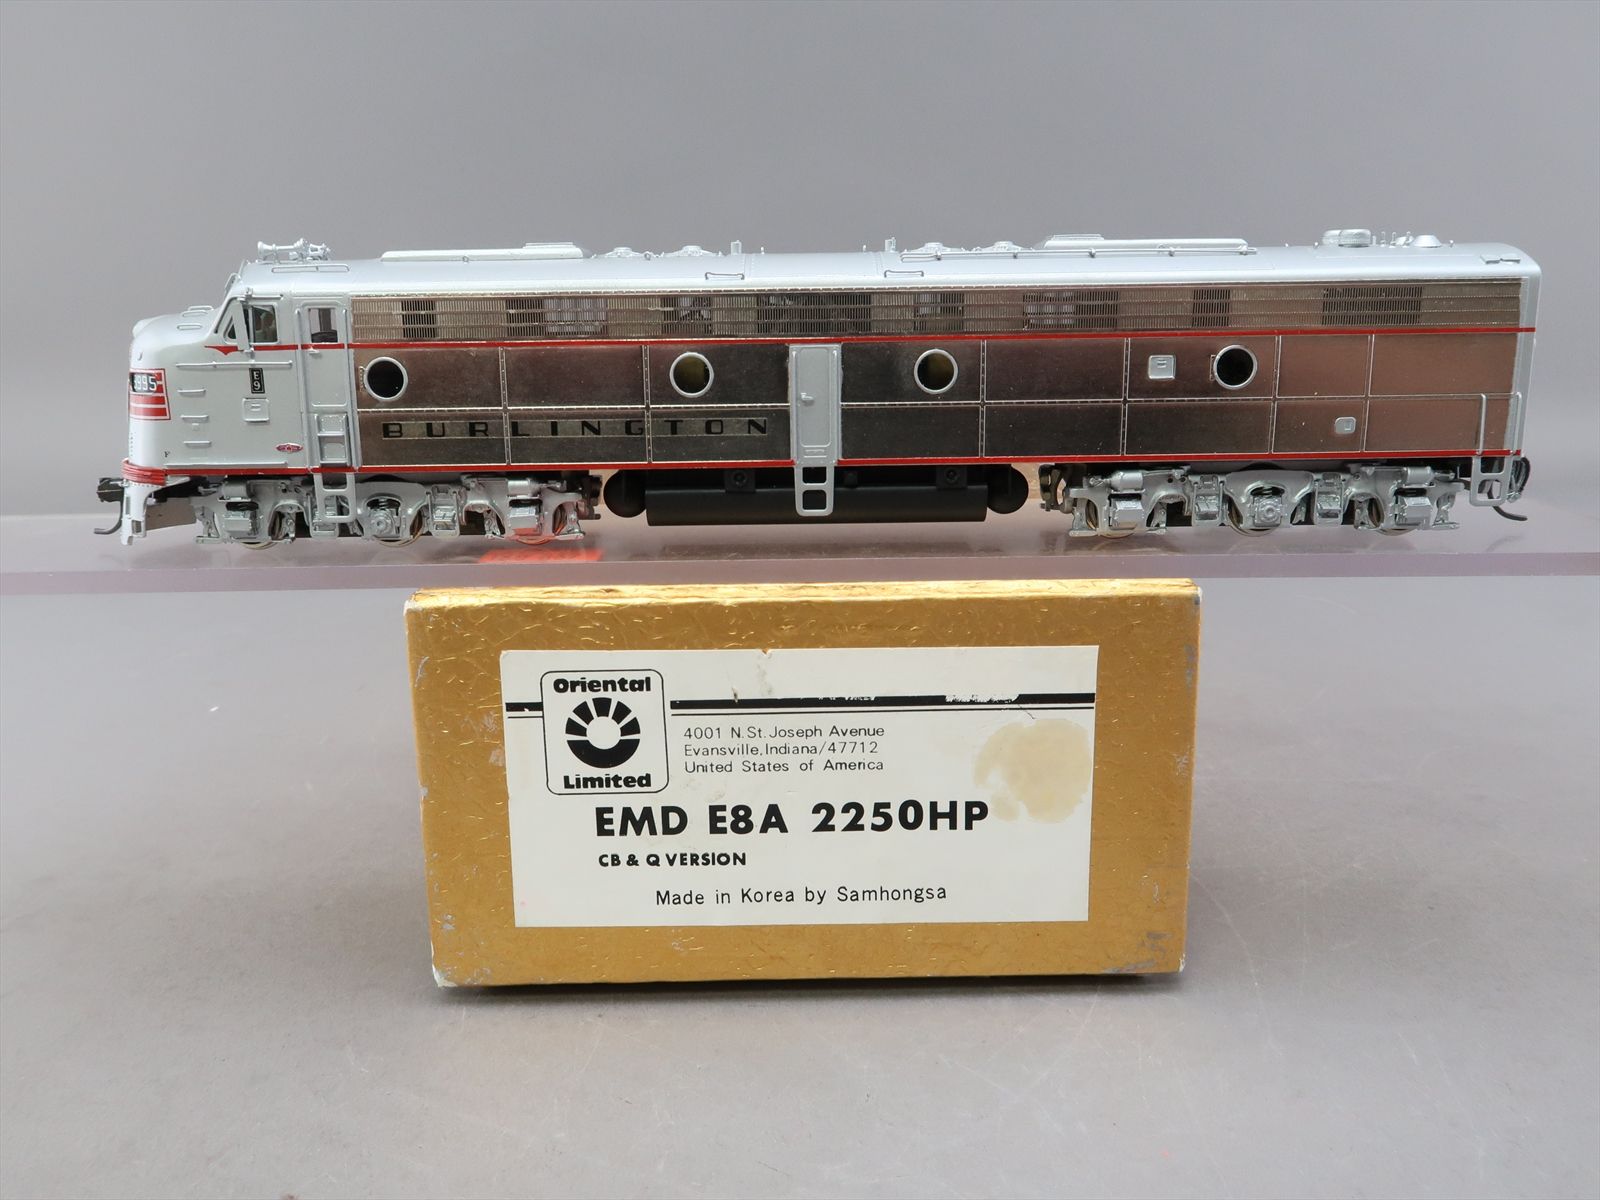 E9
BURLINGTON
F
Oriental
Limited
4001 N. St. Joseph Avenue
Evansville, Indiana/47712
United States of America
EMD E8A 2250HP
CB & Q VERSION
Made in Korea by Samhongsa